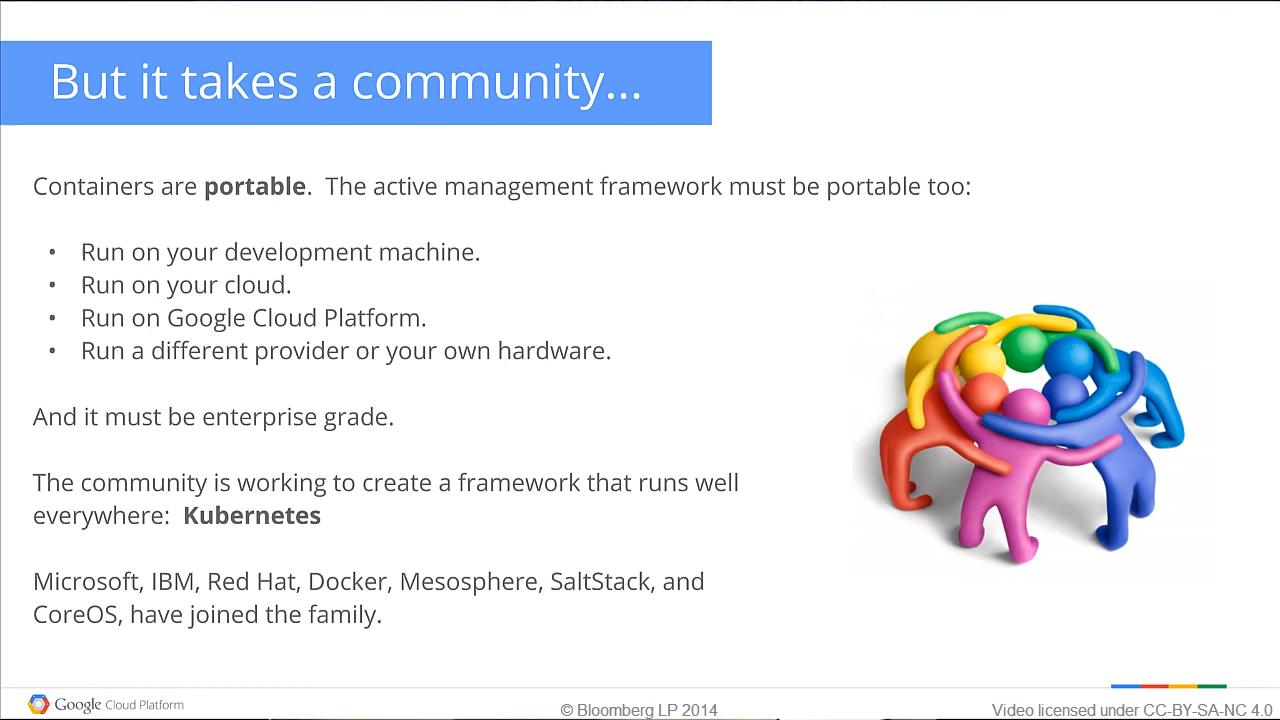 But it takes a community...
Containers are portable. The active management framework must be portable too:
• Run on your development machine.
• Run on your cloud.
• Run on Google Cloud Platform.
• Run a different provider or your own hardware.
And it must be enterprise grade.
The community is working to create a framework that runs well
everywhere: Kubernetes
Microsoft, IBM, Red Hat, Docker, Mesosphere, SaltStack, and
CoreOS, have joined the family.
Google Cloud Platform
© Bloomberg LP 2014
Video licensed under CC-BY-SA-NC 4.0